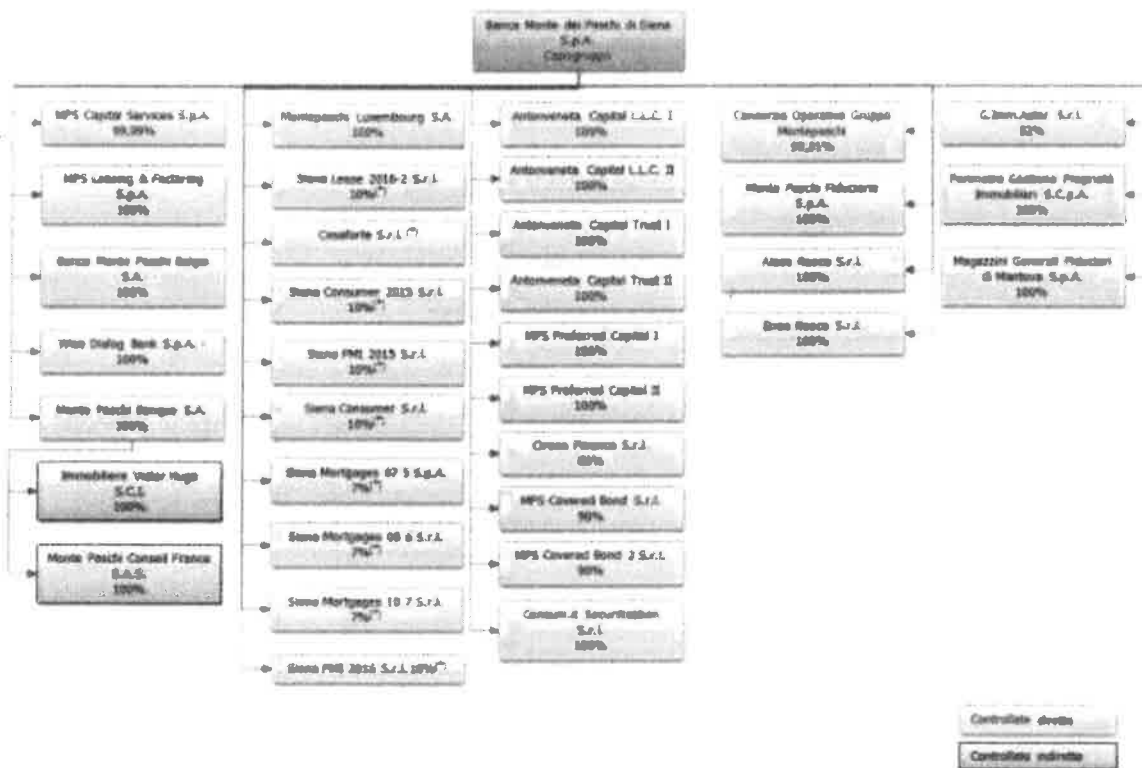 Banca Monte dei Paschi di Siena
S.p.A.
Capogruppo
MPS Capital Services S.p.A.
99,99%
MPS Leasing & Factoring
S.p.A.
100%
Banca Monte Paschi Belgio
S.A.
100%
Wise Dialog Bank S.p.A.
100%
Monte Paschi Banque S.A.
100%
Immobiliere Victor Hugo
S.C.I.
100%
Monte Paschi Conseil France
S.A.S.
100%
Montepaschi Luxembourg S.A.
100%
Siena Lease 2016-2 S.r.l.
10%(*)
Casaforte S.r.l. (*)
Siena Consumer 2015 S.r.l.
10%(*)
Siena PMI 2015 S.r.l.
10%(*)
Siena Consumer S.r.l.
10%(*)
Siena Mortgages 07 5 S.p.A.
7%(*)
Siena Mortgages 09 6 S.r.l.
7%(*)
Siena Mortgages 10 7 S.r.l.
7%(*)
Siena PMI 2016 S.r.l. 10%(*)
Antonveneta Capital L.L.C. I
100%
Antonveneta Capital L.L.C. II
100%
Antonveneta Capital Trust I
100%
Antonveneta Capital Trust II
100%
MPS Preferred Capital I
100%
MPS Preferred Capital II
100%
Cirene Finance S.r.l.
60%
MPS Covered Bond S.r.l.
90%
MPS Covered Bond 2 S.r.l.
90%
Consum.it Securitisation
S.r.l.
100%
Consorzio Operativo Gruppo
Montepaschi
Monte Paschi Fiduciaria
S.p.A.
100%
Aiace Reoco S.r.l.
100%
Enea Reoco S.r.l.
100%
G.Imm.Astor S.r.l.
52%
Perimetro Gestione Proprietà
Immobiliari S.C.p.A.
100%
Magazzini Generali Fiduciari
di Mantova S.p.A.
100%
Controllate dirette
Controllate indirette